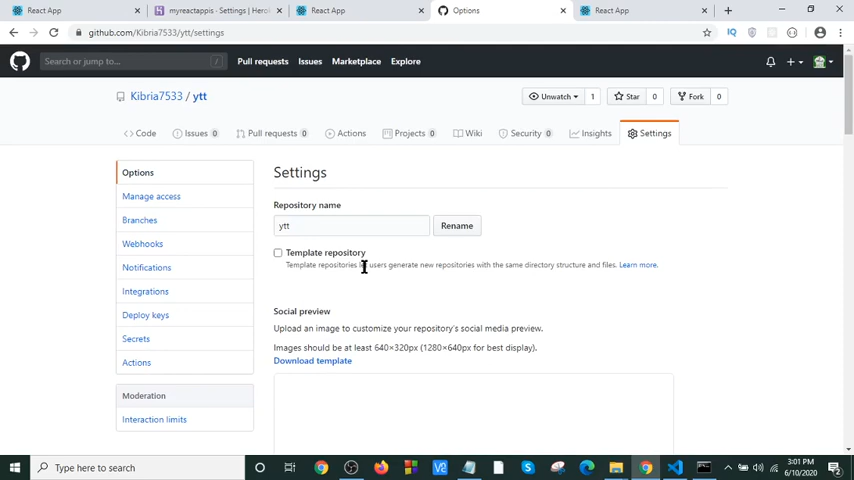 React App
myreactappis - Settings | Herol
React App
Options
React App
github.com/Kibria7533/ytt/settings
Search or jump to...
/
Pull requests
Issues
Marketplace
Explore
Kibria7533 / ytt
Unwatch 1
Star 0
Fork 0
Code
Issues 0
Pull requests 0
Actions
Projects 0
Wiki
Security 0
Insights
Settings
Options
Manage access
Branches
Webhooks
Notifications
Integrations
Deploy keys
Secrets
Actions
Moderation
Interaction limits
Settings
Repository name
ytt
Rename
Template repository
Template repositories users generate new repositories with the same directory structure and files. Learn more.
Social preview
Upload an image to customize your repository's social media preview.
Images should be at least 640×320px (1280×640px for best display).
Download template
Type here to search
3:01 PM
6/10/2020